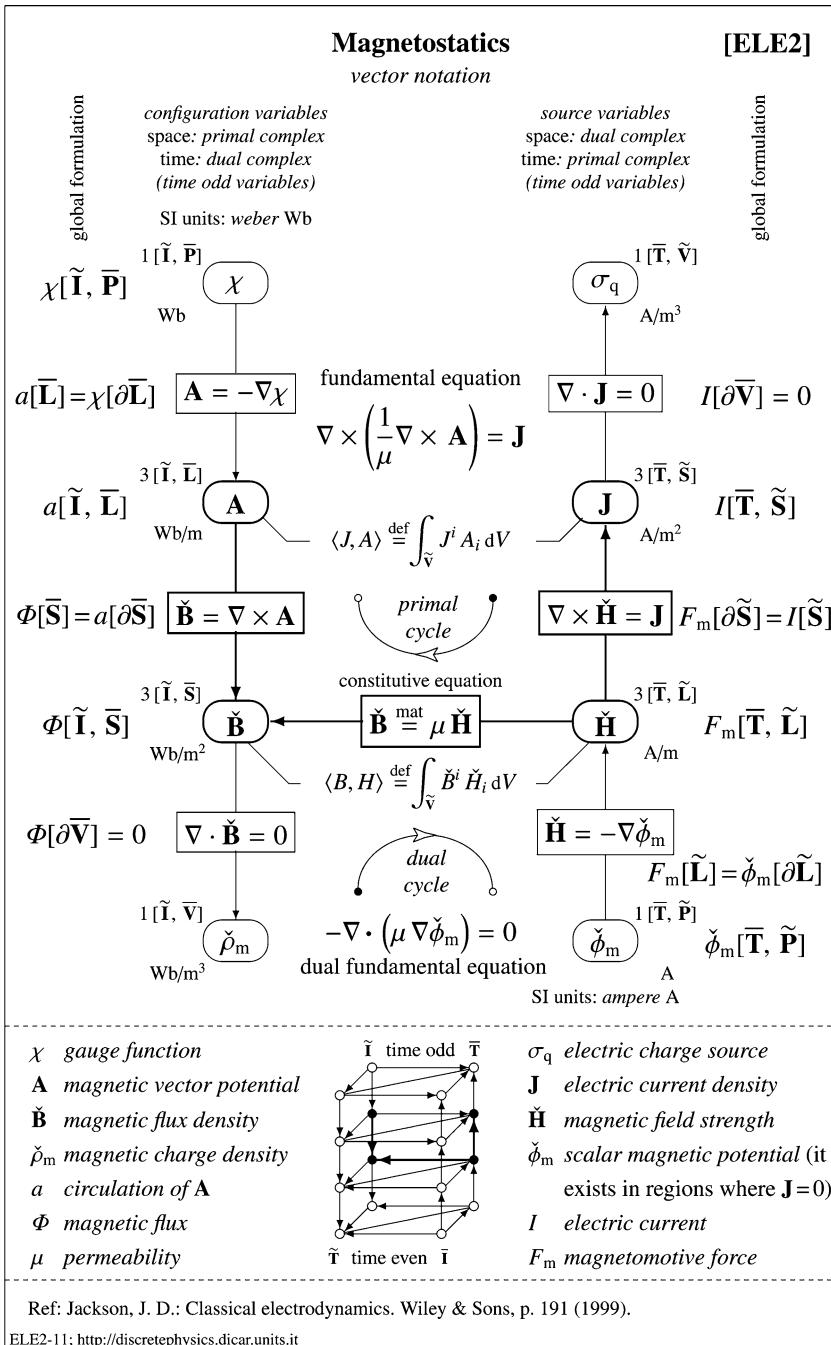 Magnetostatics [ELE2]
vector notation
global formulation
configuration variables
space: primal complex
time: dual complex
(time odd variables)
SI units: weber Wb
source variables
space: dual complex
time: primal complex
(time odd variables)
global formulation
1 [Ĩ, P̅]
χ[Ĩ, P̅] χ
Wb
1 [T̅, Ṽ]
σq
A/m³
a[L̅] = χ[∂L̅] A = −∇χ
fundamental equation
∇ × (1/μ ∇ × A) = J
∇ · J = 0 I[∂V̅] = 0
3 [Ĩ, L̅]
a[Ĩ, L̅] A
Wb/m
⟨J, A⟩ def= ∫Ṽ Jⁱ Aᵢ dV
3 [T̅, S̃]
J I[T̅, S̃]
A/m²
Φ[S̅] = a[∂S̅] B̌ = ∇ × A
primal
cycle
∇ × Ȟ = J Fm[∂S̃] = I[S̃]
constitutive equation
3 [Ĩ, S̅]
Φ[Ĩ, S̅] B̌
Wb/m²
B̌ mat= μ Ȟ
3 [T̅, L̃]
Ȟ Fm[T̅, L̃]
A/m
⟨B, H⟩ def= ∫Ṽ B̌ⁱ Ȟᵢ dV
Φ[∂V̅] = 0 ∇ · B̌ = 0
dual
cycle
Ȟ = −∇φ̌m
Fm[L̃] = φ̌m[∂L̃]
1 [Ĩ, V̅]
ρ̌m
Wb/m³
−∇ · (μ ∇φ̌m) = 0
dual fundamental equation
1 [T̅, P̃]
φ̌m φ̌m[T̅, P̃]
A
SI units: ampere A
χ gauge function
A magnetic vector potential
B̌ magnetic flux density
ρ̌m magnetic charge density
a circulation of A
Φ magnetic flux
μ permeability
Ĩ time odd T̅
T̃ time even I̅
σq electric charge source
J electric current density
Ȟ magnetic field strength
φ̌m scalar magnetic potential (it
exists in regions where J = 0)
I electric current
Fm magnetomotive force
Ref: Jackson, J. D.: Classical electrodynamics. Wiley & Sons, p. 191 (1999).
ELE2-11; http://discretephysics.dicar.units.it